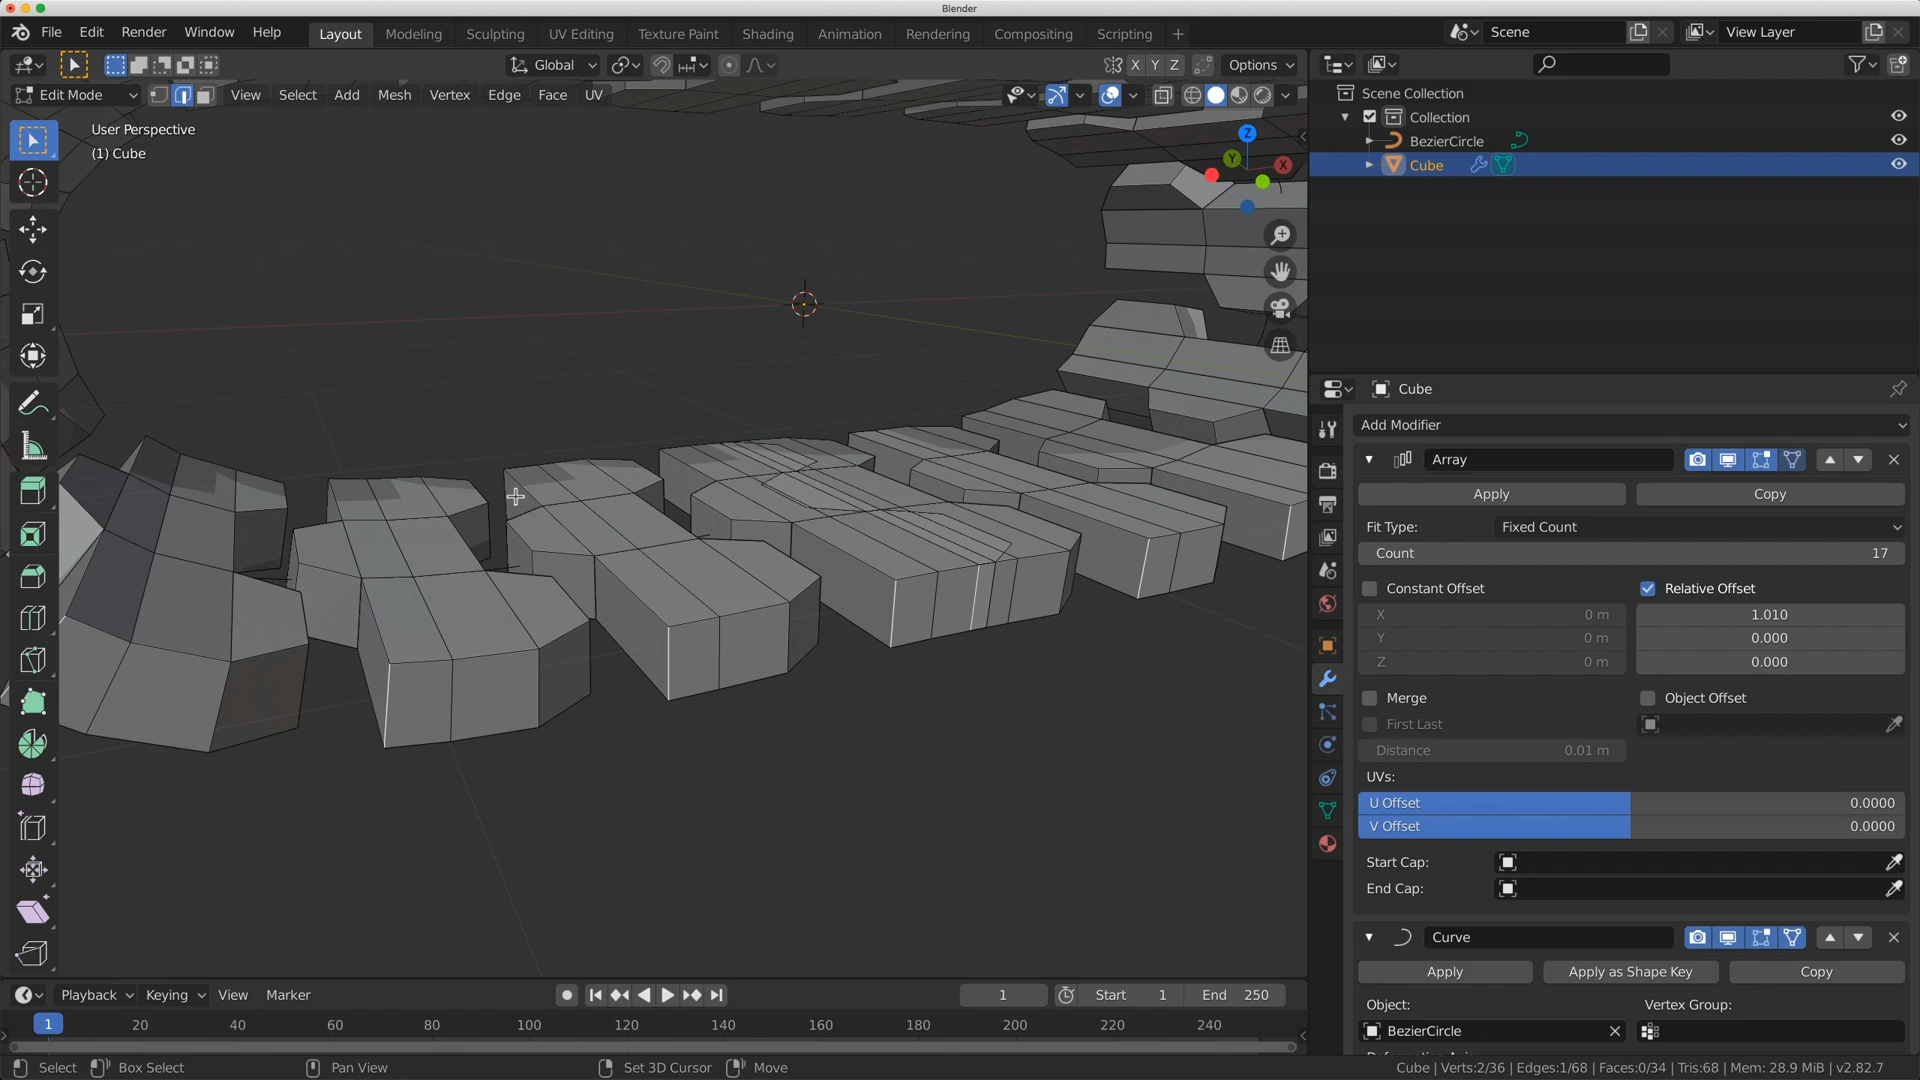 Blender
File Edit Render Window Help
Layout Modeling Sculpting UV Editing Texture Paint Shading Animation Rendering Compositing Scripting +
Scene
View Layer
Global
X Y Z
Options
Edit Mode
View Select Add Mesh Vertex Edge Face UV
User Perspective
(1) Cube
Z
Y
X
Scene Collection
Collection
BezierCircle
Cube
Cube
Add Modifier
Array
Apply
Copy
Fit Type:
Fixed Count
Count
17
Constant Offset
Relative Offset
X
0 m
1.010
Y
0 m
0.000
Z
0 m
0.000
Merge
Object Offset
First Last
Distance
0.01 m
UVs:
U Offset
0.0000
V Offset
0.0000
Start Cap:
End Cap:
Curve
Apply
Apply as Shape Key
Copy
Object:
Vertex Group:
BezierCircle
Playback
Keying
View
Marker
1
Start 1
End 250
1 20 40 60 80 100 120 140 160 180 200 220 240
Select
Box Select
Pan View
Set 3D Cursor
Move
Cube | Verts:2/36 | Edges:1/68 | Faces:0/34 | Tris:68 | Mem: 28.9 MiB | v2.82.7